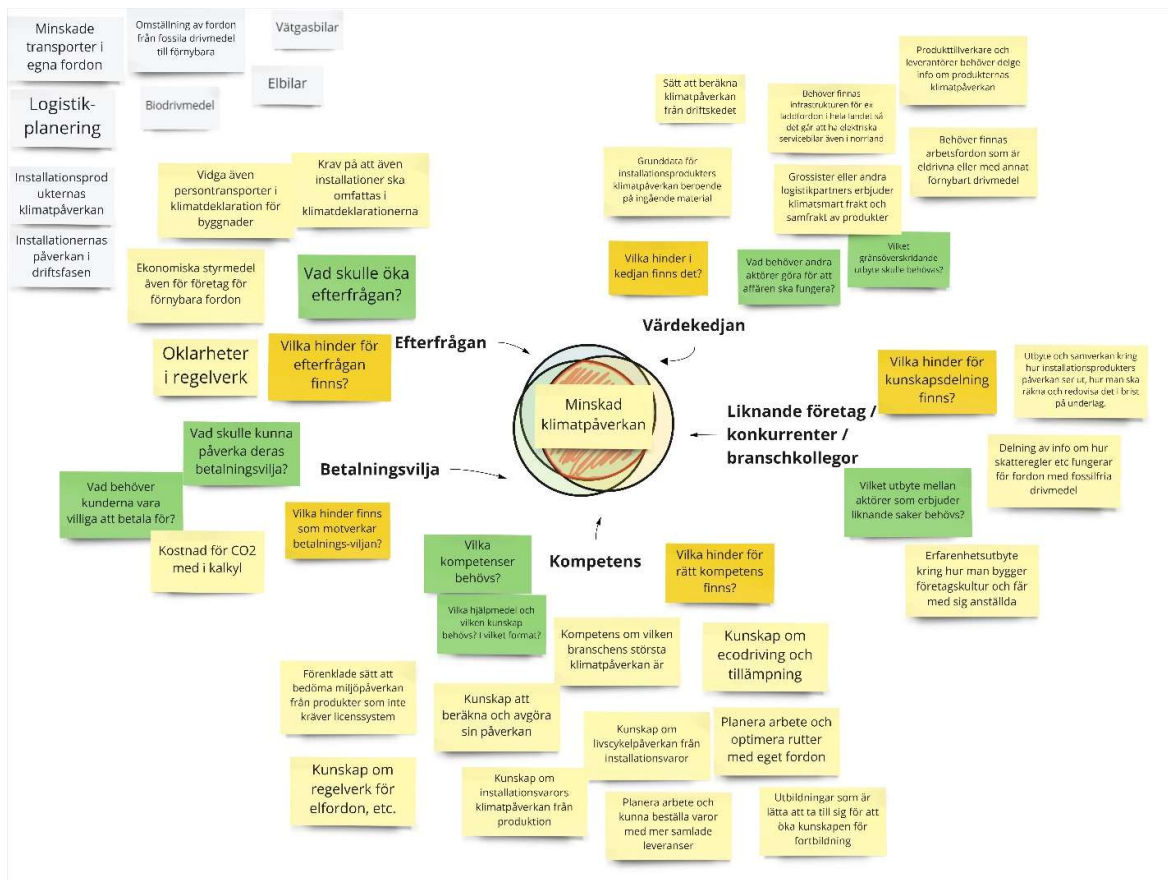 Minskade
transporter i
egna fordon
Omställning av fordon
från fossila drivmedel
till förnybara
Vätgasbilar
Elbilar
Logistik-
planering
Biodrivmedel
Installationsprod
ukternas
klimatpåverkan
Installationernas
påverkan i
driftsfasen
Vidga även
persontransporter i
klimatdeklaration för
byggnader
Krav på att även
installationer ska
omfattas i
klimatdeklarationerna
Ekonomiska styrmedel
även för företag för
förnybara fordon
Vad skulle öka
efterfrågan?
Oklarheter
i regelverk
Vilka hinder för
efterfrågan
finns?
Efterfrågan
Sätt att beräkna
klimatpåverkan
från driftskedet
Behöver finnas
infrastrukturen för ex
laddfordon i hela landet så
det går att ha elektriska
servicebilar även i norrland
Produkttillverkare och
leverantörer behöver delge
info om produkternas
klimatpåverkan
Grunddata för
installationsprodukters
klimatpåverkan beroende
på ingående material
Grossister eller andra
logistikpartners erbjuder
klimatsmart frakt och
samfrakt av produkter
Behöver finnas
arbetsfordon som är
eldrivna eller med annat
fornybart drivmedel
Vilka hinder i
kedjan finns det?
Vad behöver andra
aktörer göra för att
affären ska fungera?
Vilket
gränsöverskridande
utbyte skulle behövas?
Värdekedjan
Minskad
klimatpåverkan
Liknande företag /
konkurrenter /
branschkollegor
Vilka hinder för
kunskapsdelning
finns?
Utbyte och samverkan kring
hur installationsprodukters
påverkan ser ut, hur man ska
räkna och redovisa det i brist
på underlag.
Delning av info om hur
skatteregler etc fungerar
för fordon med fossilfria
drivmedel
Vilket utbyte mellan
aktörer som erbjuder
liknande saker behövs?
Erfarenhetsutbyte
kring hur man bygger
företagskultur och får
med sig anställda
Betalningsvilja
Vad skulle kunna
påverka deras
betalningsvilja?
Vad behöver
kunderna vara
villiga att betala för?
Vilka hinder finns
som motverkar
betalnings-viljan?
Kostnad för CO2
med i kalkyl
Kompetens
Vilka
kompetenser
behövs?
Vilka hjälpmedel och
vilken kunskap
behövs? I vilket format?
Vilka hinder för
rätt kompetens
finns?
Kompetens om vilken
branschens största
klimatpåverkan är
Kunskap om
ecodriving och
tillämpning
Förenklade sätt att
bedöma miljöpåverkan
från produkter som inte
kräver licenssystem
Kunskap att
beräkna och avgöra
sin påverkan
Kunskap om
livscykelpåverkan från
installationsvaror
Planera arbete och
optimera rutter
med eget fordon
Kunskap om
regelverk för
elfordon, etc.
Kunskap om
installationsvarors
klimatpåverkan från
produktion
Planera arbete och
kunna beställa varor
med mer samlade
leveranser
Utbildningar som är
lätta att ta till sig för att
öka kunskapen för
fortbildning